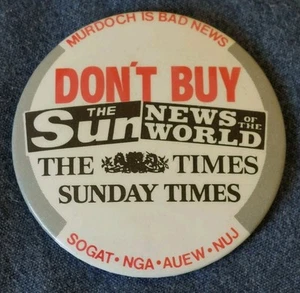 MURDOCH IS BAD NEWS
DON'T BUY
THE Sun NEWS OF THE WORLD
THE TIMES
SUNDAY TIMES
SOGAT • NGA • AUEW • NUJ